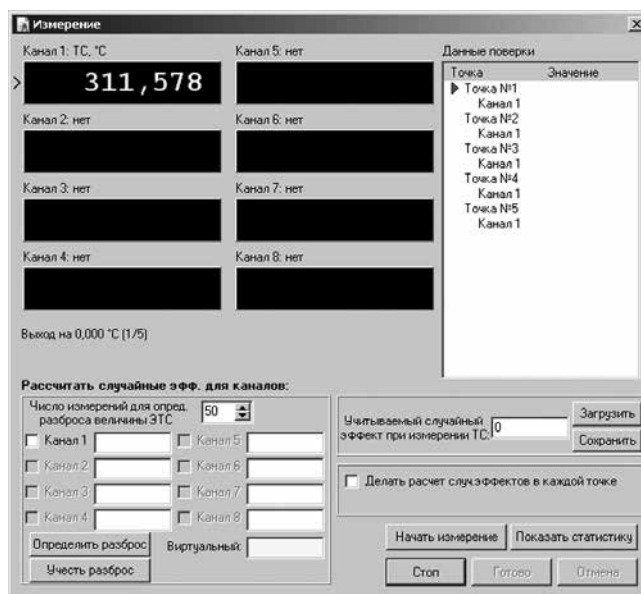 Измерение
Канал 1: ТС, °C
Канал 5: нет
311,578
Канал 2: нет
Канал 6: нет
Канал 3: нет
Канал 7: нет
Канал 4: нет
Канал 8: нет
Выход на 0,000 °C (1/5)
Данные поверки
Точка Значение
Точка №1
Канал 1
Точка №2
Канал 1
Точка №3
Канал 1
Точка №4
Канал 1
Точка №5
Канал 1
Рассчитать случайные эфф. для каналов:
Число измерений для опред.
разброса величины ЭТС
50
Канал 1
Канал 5
Канал 2
Канал 6
Канал 3
Канал 7
Канал 4
Канал 8
Определить разброс
Виртуальный:
Учесть разброс
Учитываемый случайный
эффект при измерении ТС:
0
Загрузить
Сохранить
Делать расчет случ.эффектов в каждой точке
Начать измерение
Показать статистику
Стоп
Готово
Отмена